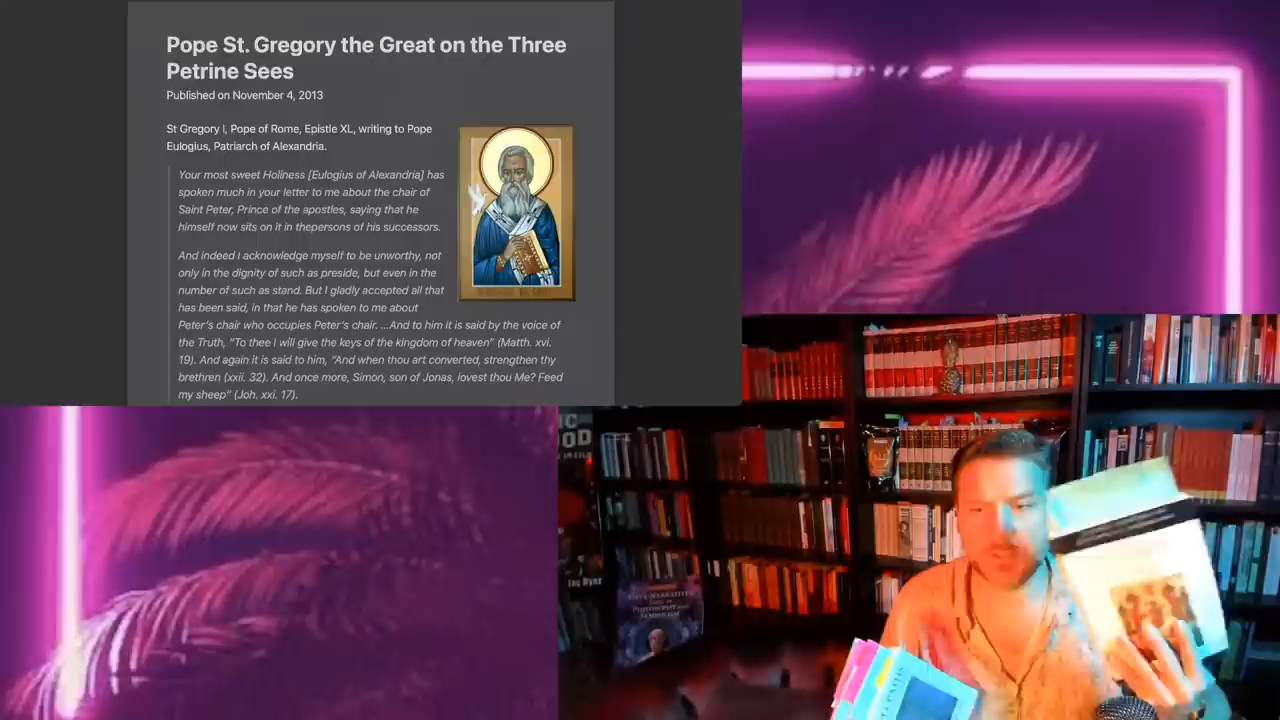 Pope St. Gregory the Great on the Three
Petrine Sees
Published on November 4, 2013
St Gregory I, Pope of Rome, Epistle XL, writing to Pope
Eulogius, Patriarch of Alexandria.
Your most sweet Holiness [Eulogius of Alexandria] has
spoken much in your letter to me about the chair of
Saint Peter, Prince of the apostles, saying that he
himself now sits on it in thepersons of his successors.
And indeed I acknowledge myself to be unworthy, not
only in the dignity of such as preside, but even in the
number of such as stand. But I gladly accepted all that
has been said, in that he has spoken to me about
Peter's chair who occupies Peter's chair. ...And to him it is said by the voice of
the Truth, "To thee I will give the keys of the kingdom of heaven" (Matth. xvi.
19). And again it is said to him, "And when thou art converted, strengthen thy
brethren (xxii. 32). And once more, Simon, son of Jonas, lovest thou Me? Feed
my sheep" (Joh. xxi. 17).
Jay Dyer
PHILOSOPHY